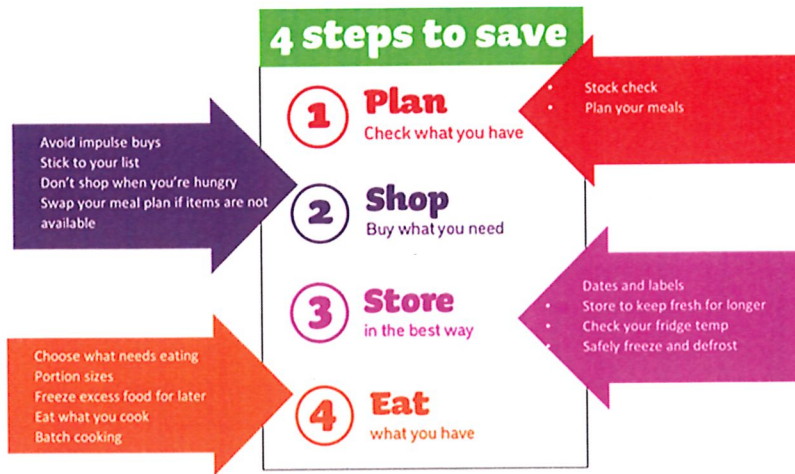 4 steps to save
1 Plan
Check what you have
• Stock check
• Plan your meals
Avoid impulse buys
Stick to your list
Don't shop when you're hungry
Swap your meal plan if items are not
available
2 Shop
Buy what you need
3 Store
in the best way
Dates and labels
• Store to keep fresh for longer
• Check your fridge temp
• Safely freeze and defrost
Choose what needs eating
Portion sizes
Freeze excess food for later
Eat what you cook
Batch cooking
4 Eat
what you have